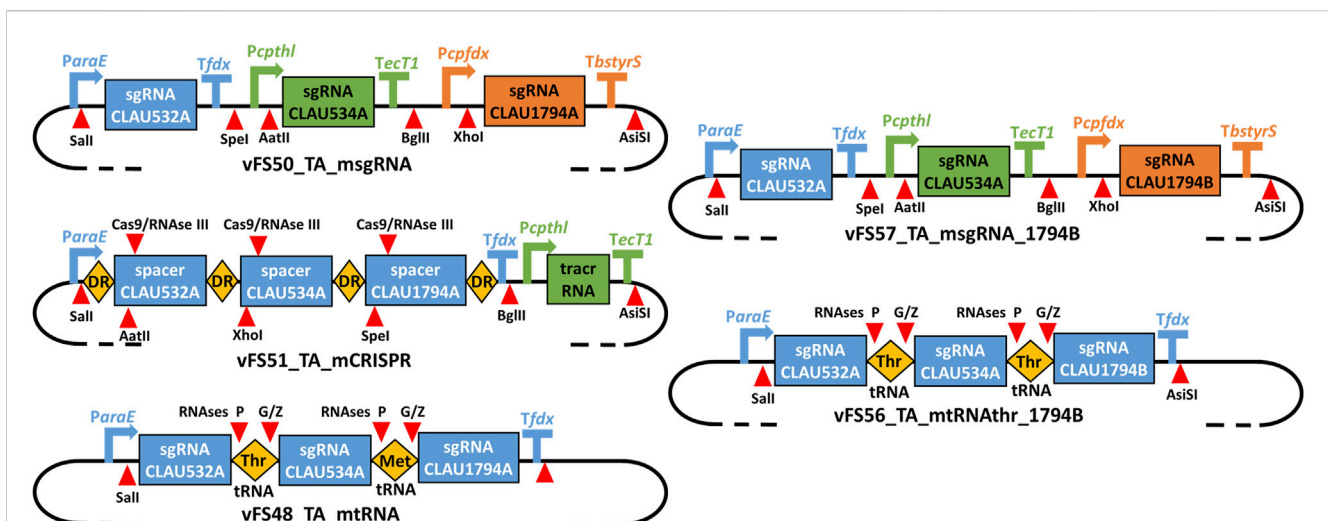 ParaE Tfdx Pcpthl TecT1 Pcpfdx TbstyrS
sgRNA CLAU532A
sgRNA CLAU534A
sgRNA CLAU1794A
SalI SpeI AatII BglII XhoI AsiSI
vFS50_TA_msgRNA
Cas9/RNAse III Cas9/RNAse III Cas9/RNAse III
ParaE Tfdx Pcpthl TecT1
DR
spacer CLAU532A
DR
spacer CLAU534A
DR
spacer CLAU1794A
DR
tracr RNA
SalI AatII XhoI SpeI BglII AsiSI
vFS51_TA_mCRISPR
RNAses P G/Z RNAses P G/Z
ParaE Tfdx
sgRNA CLAU532A
Thr
sgRNA CLAU534A
Met
sgRNA CLAU1794A
SalI tRNA tRNA
vFS48_TA_mtRNA
ParaE Tfdx Pcpthl TecT1 Pcpfdx TbstyrS
sgRNA CLAU532A
sgRNA CLAU534A
sgRNA CLAU1794B
SalI SpeI AatII BglII XhoI AsiSI
vFS57_TA_msgRNA_1794B
RNAses P G/Z RNAses P G/Z
ParaE Tfdx
sgRNA CLAU532A
Thr
sgRNA CLAU534A
Thr
sgRNA CLAU1794B
SalI tRNA tRNA AsiSI
vFS56_TA_mtRNAthr_1794B